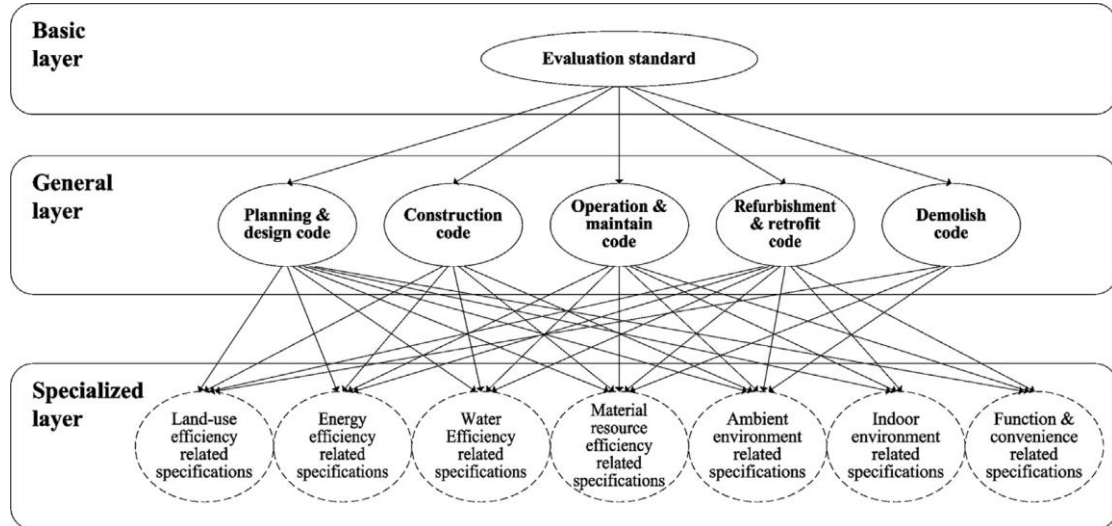 Basic
layer
Evaluation standard
General
layer
Planning &
design code
Construction
code
Operation &
maintain
code
Refurbishment
& retrofit
code
Demolish
code
Specialized
layer
Land-use
efficiency
related
specifications
Energy
efficiency
related
specifications
Water
Efficiency
related
specifications
Material
resource
efficiency
related
specifications
Ambient
environment
related
specifications
Indoor
environment
related
specifications
Function &
convenience
related
specifications